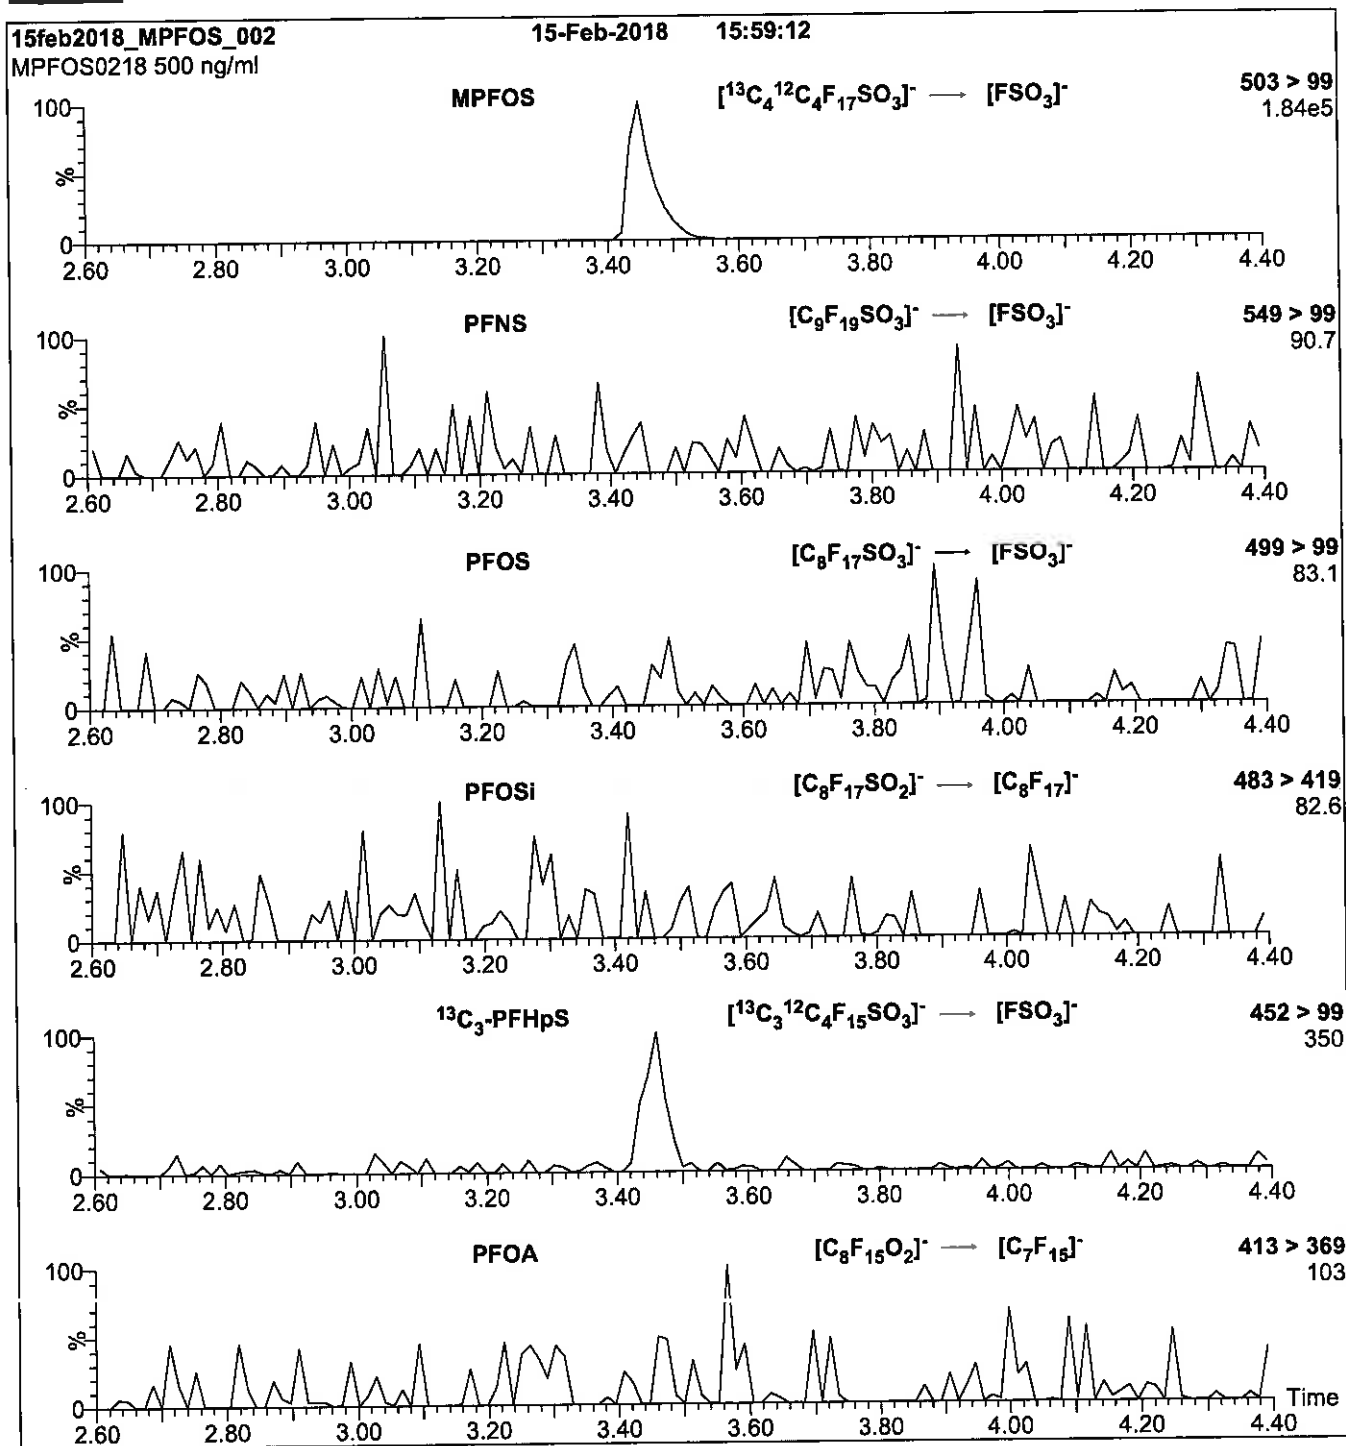 15feb2018_MPFOS_002 15-Feb-2018 15:59:12
MPFOS0218 500 ng/ml
MPFOS [¹³C₄¹²C₄F₁₇SO₃]⁻ → [FSO₃]⁻ 503 > 99
1.84e5
100
%
0
2.60 2.80 3.00 3.20 3.40 3.60 3.80 4.00 4.20 4.40
PFNS [C₉F₁₉SO₃]⁻ → [FSO₃]⁻ 549 > 99
90.7
100
%
0
2.60 2.80 3.00 3.20 3.40 3.60 3.80 4.00 4.20 4.40
PFOS [C₈F₁₇SO₃]⁻ → [FSO₃]⁻ 499 > 99
83.1
100
%
0
2.60 2.80 3.00 3.20 3.40 3.60 3.80 4.00 4.20 4.40
PFOSi [C₈F₁₇SO₂]⁻ → [C₈F₁₇]⁻ 483 > 419
82.6
100
%
0
2.60 2.80 3.00 3.20 3.40 3.60 3.80 4.00 4.20 4.40
¹³C₃-PFHpS [¹³C₃¹²C₄F₁₅SO₃]⁻ → [FSO₃]⁻ 452 > 99
350
100
%
0
2.60 2.80 3.00 3.20 3.40 3.60 3.80 4.00 4.20 4.40
PFOA [C₈F₁₅O₂]⁻ → [C₇F₁₅]⁻ 413 > 369
103
100
%
0
Time
2.60 2.80 3.00 3.20 3.40 3.60 3.80 4.00 4.20 4.40